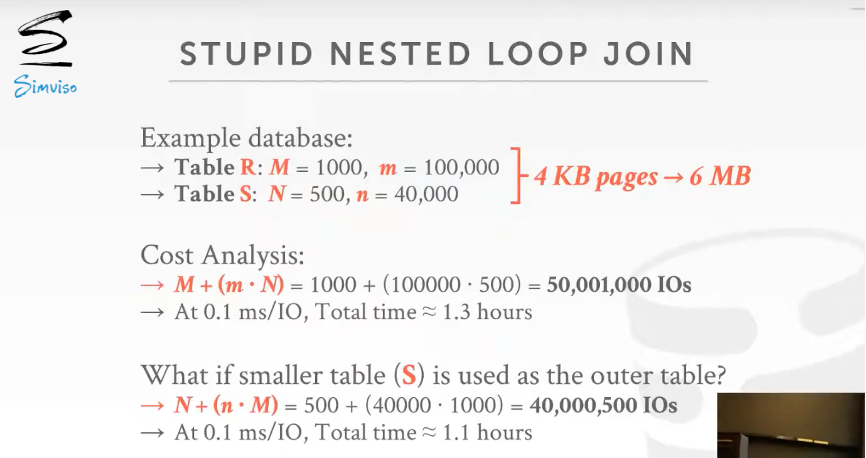 Simviso
STUPID NESTED LOOP JOIN
Example database:
→ Table R: M = 1000, m = 100,000
→ Table S: N = 500, n = 40,000
4 KB pages → 6 MB
Cost Analysis:
→ M + (m · N) = 1000 + (100000 · 500) = 50,001,000 IOs
→ At 0.1 ms/IO, Total time ≈ 1.3 hours
What if smaller table (S) is used as the outer table?
→ N + (n · M) = 500 + (40000 · 1000) = 40,000,500 IOs
→ At 0.1 ms/IO, Total time ≈ 1.1 hours